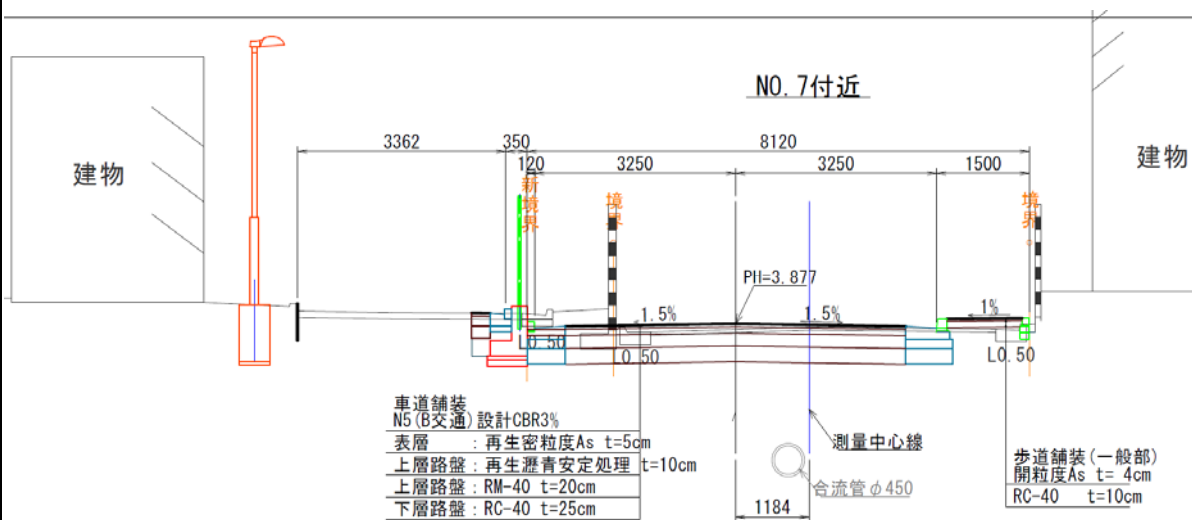 NO. 7付近
3362
350
8120
120
3250
3250
1500
建物
建物
新境界
境界
境界
PH=3.877
1.5%
1.5%
1%
L0.50
L0.50
L0.50
車道舗装
N5(B交通)設計CBR3%
表層　　：再生密粒度As t=5cm
上層路盤：再生瀝青安定処理 t=10cm
上層路盤：RM-40 t=20cm
下層路盤：RC-40 t=25cm
測量中心線
合流管φ450
1184
歩道舗装(一般部)
開粒度As t= 4cm
RC-40　t=10cm